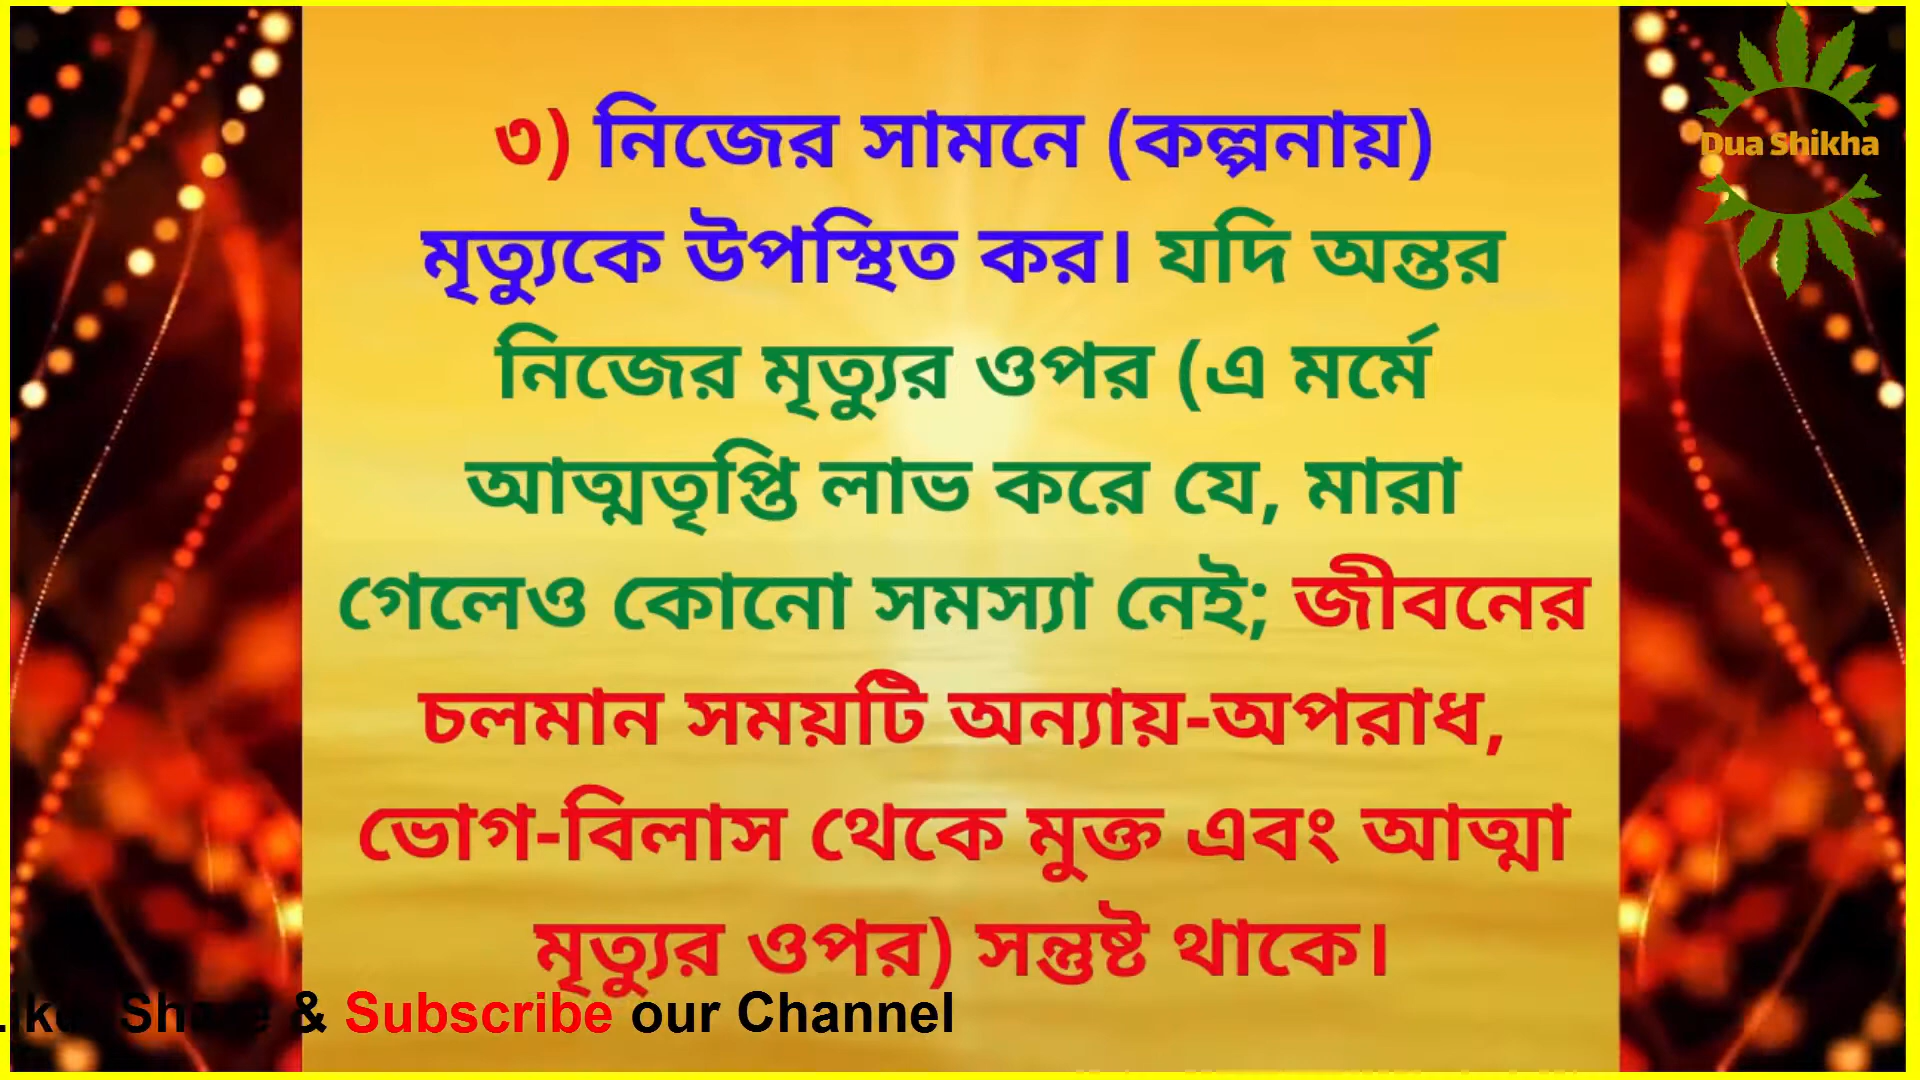 ৩) নিজের সামনে (কল্পনায়)
মৃত্যুকে উপস্থিত কর। যদি অন্তর
নিজের মৃত্যুর ওপর (এ মর্মে
আত্মতৃপ্তি লাভ করে যে, মারা
গেলেও কোনো সমস্যা নেই; জীবনের
চলমান সময়টি অন্যায়-অপরাধ,
ভোগ-বিলাস থেকে মুক্ত এবং আত্মা
মৃত্যুর ওপর) সন্তুষ্ট থাকে।
Share & Subscribe our Channel
Dua Shikha